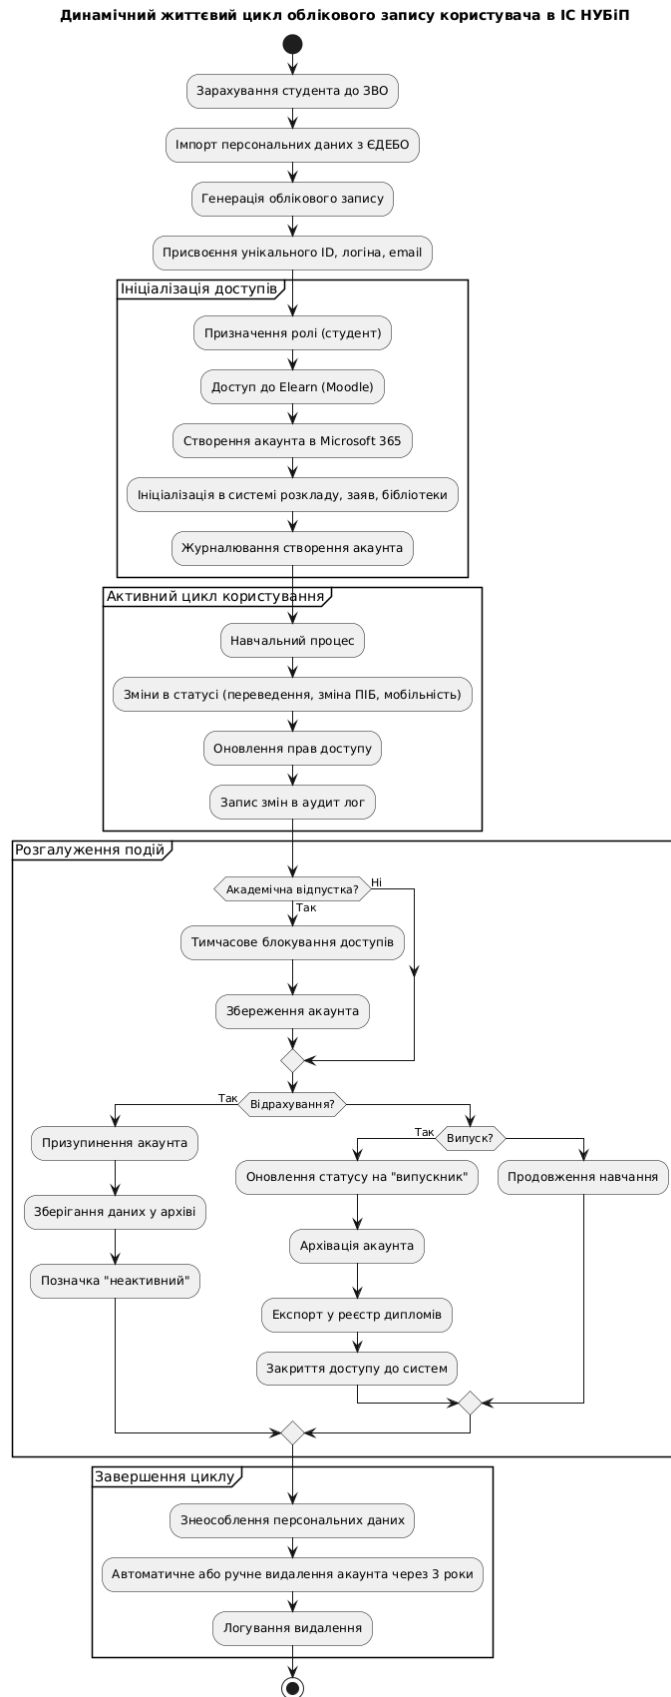 Динамічний життєвий цикл облікового запису користувача в ІС НУБіП
Зарахування студента до ЗВО
Імпорт персональних даних з ЄДЕБО
Генерація облікового запису
Присвоєння унікального ID, логіна, email
Ініціалізація доступів
Призначення ролі (студент)
Доступ до Elearn (Moodle)
Створення акаунта в Microsoft 365
Ініціалізація в системі розкладу, заяв, бібліотеки
Журналювання створення акаунта
Активний цикл користування
Навчальний процес
Зміни в статусі (переведення, зміна ПІБ, мобільність)
Оновлення прав доступу
Запис змін в аудит лог
Розгалуження подій
Академічна відпустка?
Ні
Так
Тимчасове блокування доступів
Збереження акаунта
Так
Відрахування?
Призупинення акаунта
Зберігання даних у архіві
Позначка "неактивний"
Так
Випуск?
Оновлення статусу на "випускник"
Продовження навчання
Архівація акаунта
Експорт у реєстр дипломів
Закриття доступу до систем
Завершення циклу
Знеособлення персональних даних
Автоматичне або ручне видалення акаунта через 3 роки
Логування видалення